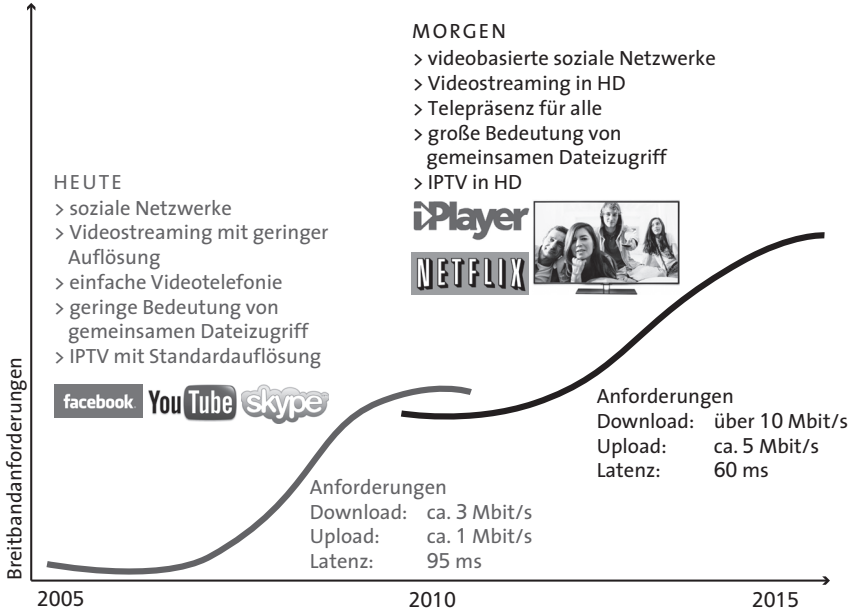 MORGEN
> videobasierte soziale Netzwerke
> Videostreaming in HD
> Telepräsenz für alle
> große Bedeutung von
gemeinsamen Dateizugriff
> IPTV in HD
iPlayer
NETFLIX
HEUTE
> soziale Netzwerke
> Videostreaming mit geringer
Auflösung
> einfache Videotelefonie
> geringe Bedeutung von
gemeinsamen Dateizugriff
> IPTV mit Standardauflösung
facebook YouTube skype
Breitbandanforderungen
Anforderungen
Download: ca. 3 Mbit/s
Upload: ca. 1 Mbit/s
Latenz: 95 ms
Anforderungen
Download: über 10 Mbit/s
Upload: ca. 5 Mbit/s
Latenz: 60 ms
2005 2010 2015